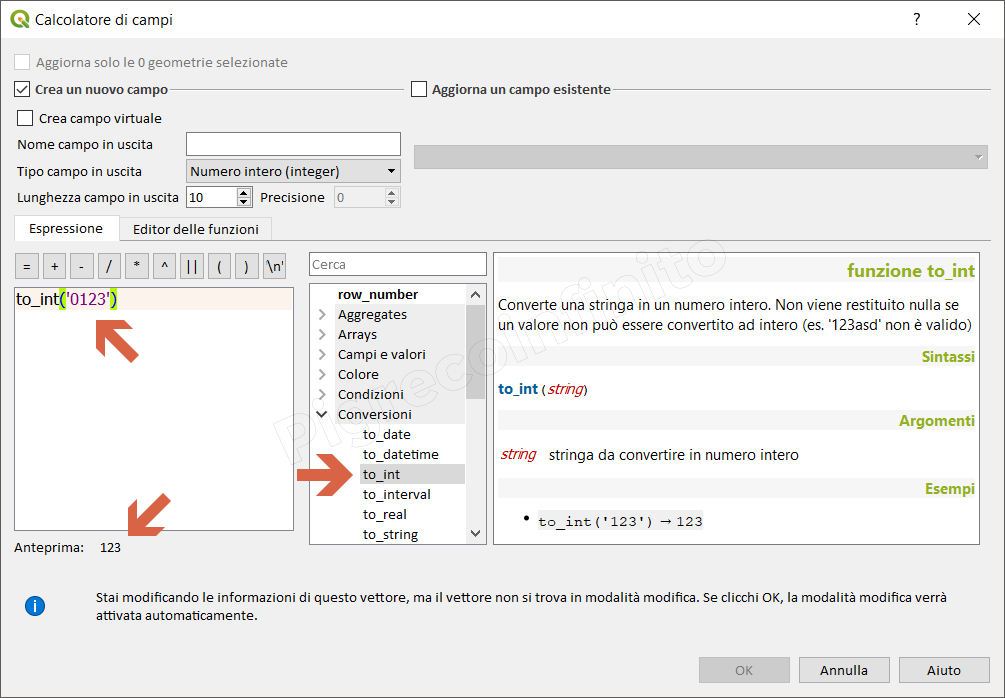 Calcolatore di campi
?
Aggiorna solo le 0 geometrie selezionate
Crea un nuovo campo
Aggiorna un campo esistente
Crea campo virtuale
Nome campo in uscita
Tipo campo in uscita Numero intero (integer)
Lunghezza campo in uscita 10 Precisione 0
Espressione Editor delle funzioni
= + - / * ^ || ( ) '\n'
to_int('0123')
Anteprima: 123
Cerca
row_number
Aggregates
Arrays
Campi e valori
Colore
Condizioni
Conversioni
to_date
to_datetime
to_int
to_interval
to_real
to_string
funzione to_int
Converte una stringa in un numero intero. Non viene restituito nulla se
un valore non può essere convertito ad intero (es. '123asd' non è valido)
Sintassi
to_int (string)
Argomenti
string stringa da convertire in numero intero
Esempi
• to_int('123') → 123
Pigrecoinfinito
Stai modificando le informazioni di questo vettore, ma il vettore non si trova in modalità modifica. Se clicchi OK, la modalità modifica verrà
attivata automaticamente.
OK Annulla Aiuto